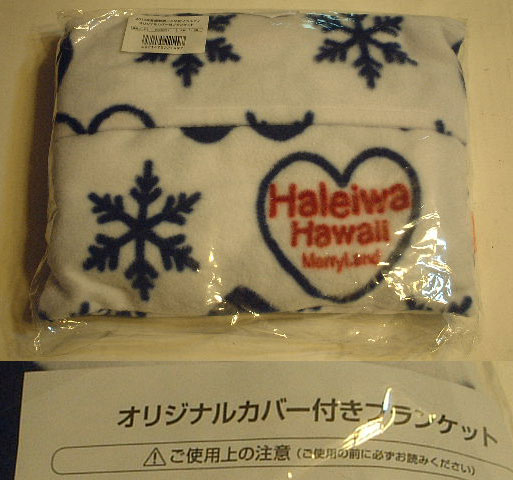 Haleiwa
Hawaii
MerryLand
オリジナルカバー付きブランケット
⚠ご使用上の注意（ご使用の前に必ずお読みください）